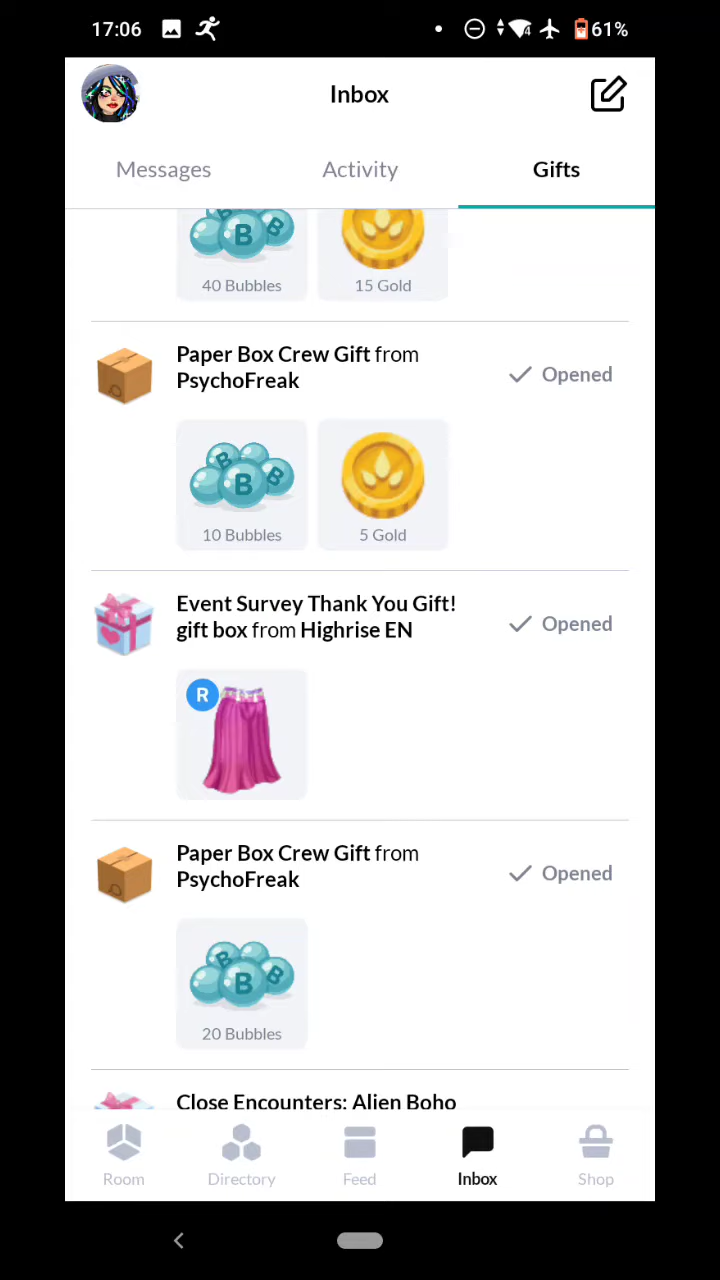 17:06
61%
Inbox
Messages
Activity
Gifts
40 Bubbles
15 Gold
Paper Box Crew Gift from
PsychoFreak
Opened
B
B
B
10 Bubbles
5 Gold
Event Survey Thank You Gift!
gift box from Highrise EN
Opened
R
Paper Box Crew Gift from
PsychoFreak
Opened
B
B
B
20 Bubbles
Close Encounters: Alien Boho
Room
Directory
Feed
Inbox
Shop